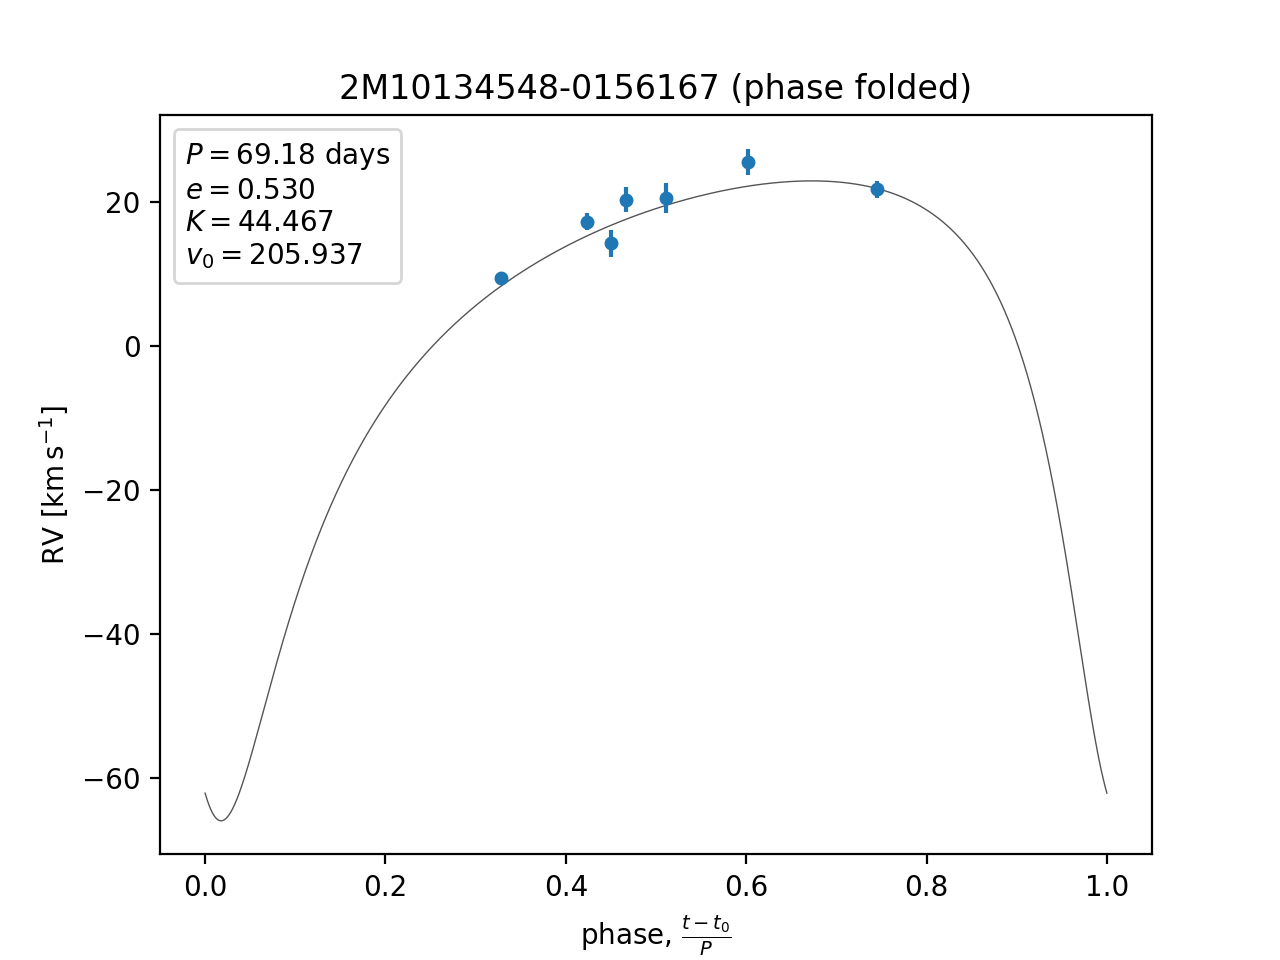 2M10134548-0156167 (phase folded)
P = 69.18 days
e = 0.530
K = 44.467
v₀ = 205.937
20
0
−20
−40
−60
RV [km s⁻¹]
0.0 0.2 0.4 0.6 0.8 1.0
phase, (t − t₀)/P